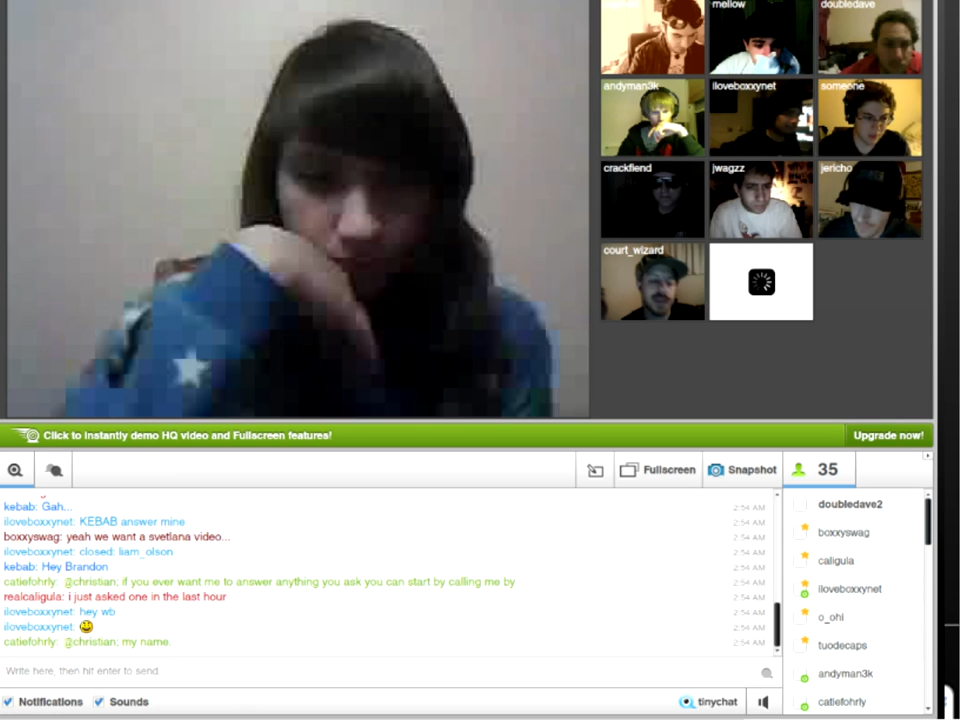 mellow
doubledave
andyman3k
iloveboxxynet
someone
crackfiend
jwagzz
jericho
court_wizard
Click to instantly demo HQ video and Fullscreen features!
Upgrade now!
Fullscreen
Snapshot
35
kebab: Gah...
2:54 AM
iloveboxxynet: KEBAB answer mine
2:54 AM
boxxyswag: yeah we want a svetlana video...
2:54 AM
iloveboxxynet: closed: liam_olson
2:54 AM
kebab: Hey Brandon
2:54 AM
catiefohrly: @christian; if you ever want me to answer anything you ask you can start by calling me by
2:54 AM
realcaligula: i just asked one in the last hour
2:54 AM
iloveboxxynet: hey wb
2:54 AM
iloveboxxynet:
2:54 AM
catiefohrly: @christian; my name.
2:54 AM
doubledave2
boxxyswag
caligula
iloveboxxynet
o_ohi
tuodecaps
andyman3k
catiefohrly
Write here, then hit enter to send
Notifications
Sounds
tinychat